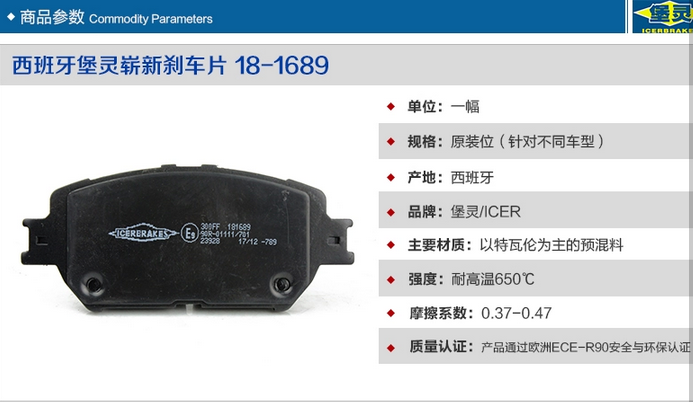 商品参数 Commodity Parameters
堡灵
ICERBRAKES
西班牙堡灵崭新刹车片 18-1689
单位：一幅
规格：原装位（针对不同车型）
产地：西班牙
品牌：堡灵/ICER
主要材质：以特瓦伦为主的预混料
强度：耐高温650℃
摩擦系数：0.37-0.47
质量认证：产品通过欧洲ECE-R90安全与环保认证
ICERBRAKES
E9
300FF 181689
90R-01111/701
23928 17/12 -789